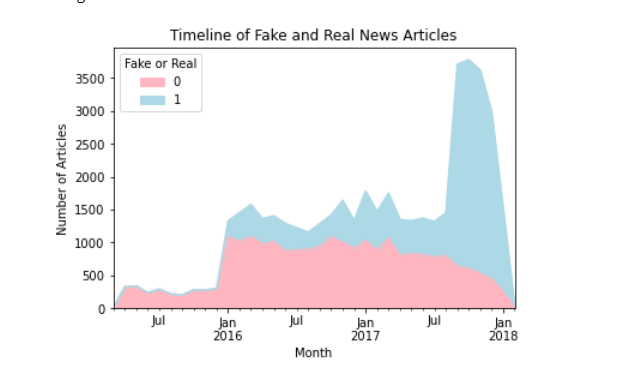 Timeline of Fake and Real News Articles
Fake or Real
0
1
3500
3000
2500
2000
1500
1000
500
0
Number of Articles
Jul
Jan
2016
Jul
Jan
2017
Jul
Jan
2018
Month